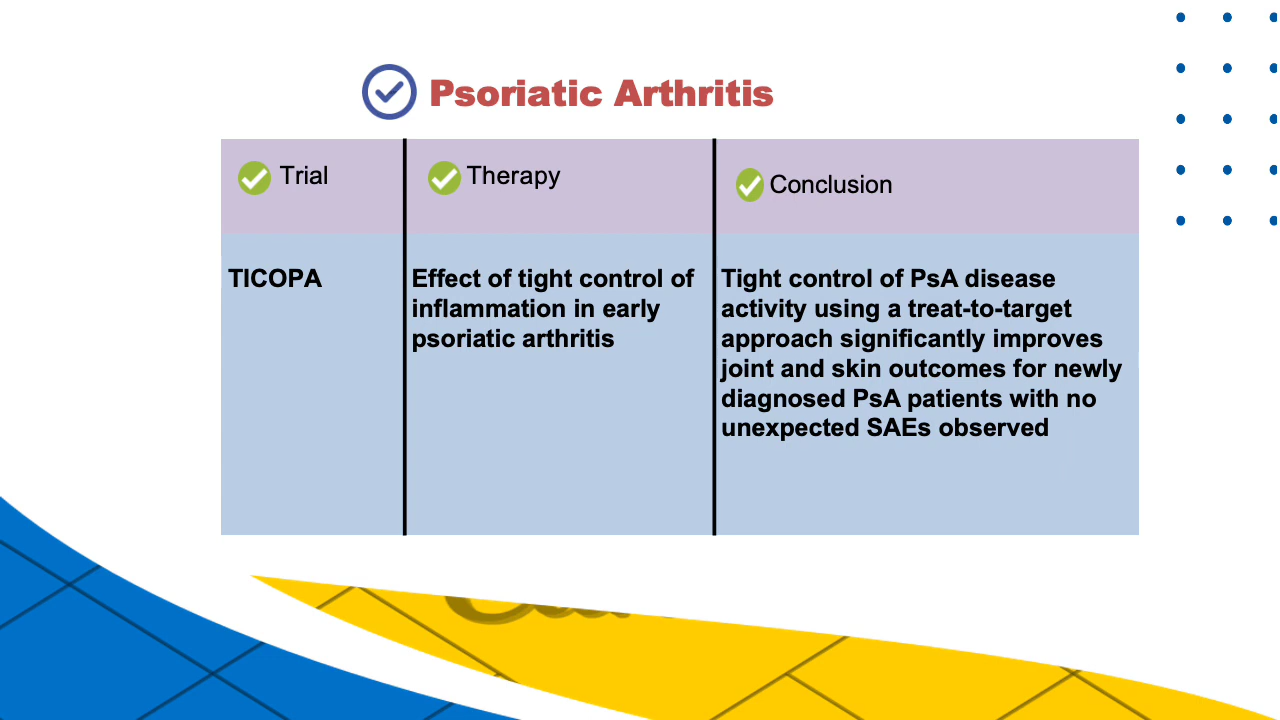 Psoriatic Arthritis
Trial
Therapy
Conclusion
TICOPA
Effect of tight control of
inflammation in early
psoriatic arthritis
Tight control of PsA disease
activity using a treat-to-target
approach significantly improves
joint and skin outcomes for newly
diagnosed PsA patients with no
unexpected SAEs observed